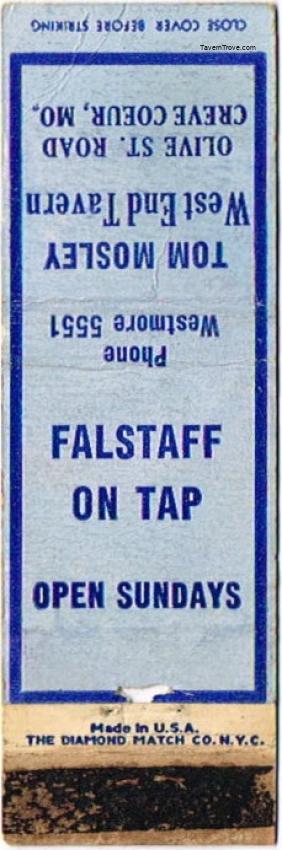 TavernTrove.com
CLOSE COVER BEFORE STRIKING
Phone
Westmore 5551
TOM MOSLEY
West End Tavern
OLIVE ST. ROAD
CREVE COEUR, MO.
FALSTAFF
ON TAP
OPEN SUNDAYS
Made in U.S.A.
THE DIAMOND MATCH CO. N.Y.C.